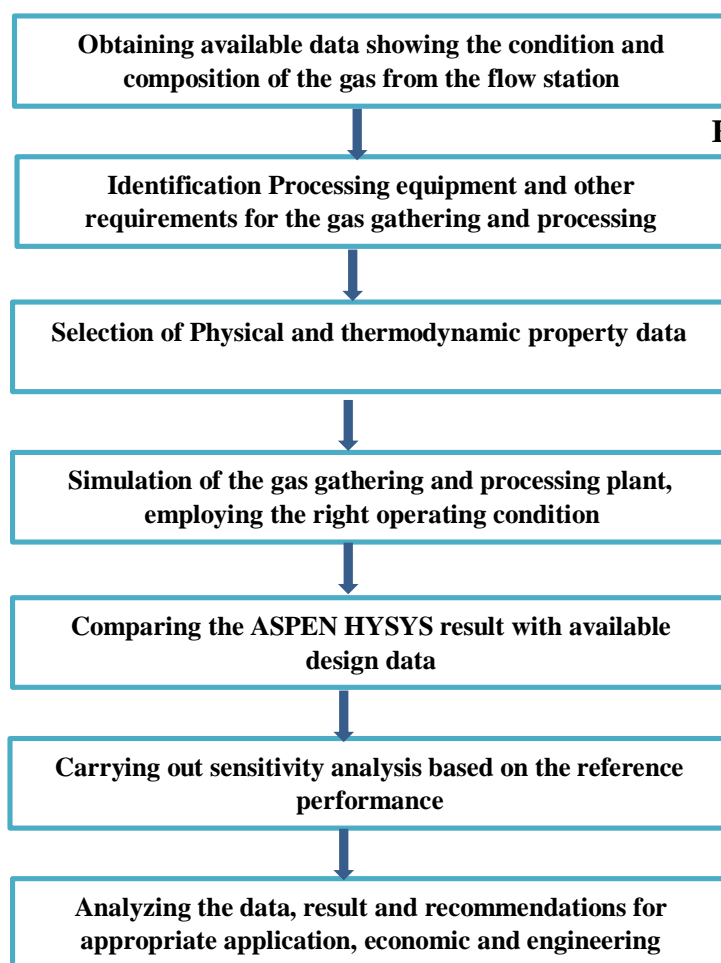 Obtaining available data showing the condition and
composition of the gas from the flow station
Identification Processing equipment and other
requirements for the gas gathering and processing
Selection of Physical and thermodynamic property data
Simulation of the gas gathering and processing plant,
employing the right operating condition
Comparing the ASPEN HYSYS result with available
design data
Carrying out sensitivity analysis based on the reference
performance
Analyzing the data, result and recommendations for
appropriate application, economic and engineering